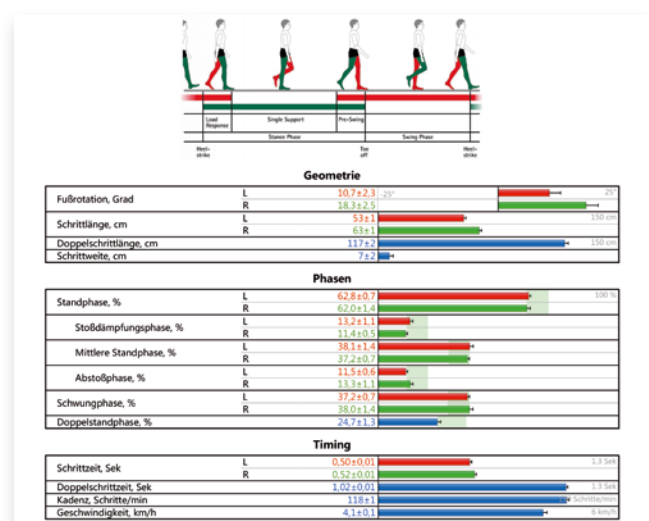 Load Response
Single Support
Pre-Swing
Stance Phase
Swing Phase
Heel-strike
Toe off
Heel-strike
Geometrie
Fußrotation, Grad L 10,7±2,3 -25° 25°
R 18,3±2,5
Schrittlänge, cm L 53±1 150 cm
R 63±1
Doppelschrittlänge, cm 117±2 150 cm
Schrittweite, cm 7±2
Phasen
Standphase, % L 62,8±0,7 100 %
R 62,0±1,4
Stoßdämpfungsphase, % L 13,2±1,1
R 11,4±0,5
Mittlere Standphase, % L 38,1±1,4
R 37,2±0,7
Abstoßphase, % L 11,5±0,6
R 13,3±1,1
Schwungphase, % L 37,2±0,7
R 38,0±1,4
Doppelstandphase, % 24,7±1,3
Timing
Schrittzeit, Sek L 0,50±0,01 1.3 Sek
R 0,52±0,01
Doppelschrittzeit, Sek 1,02±0,01 1.3 Sek
Kadenz, Schritte/min 118±1 Schritte/min
Geschwindigkeit, km/h 4,1±0,1 6 km/h